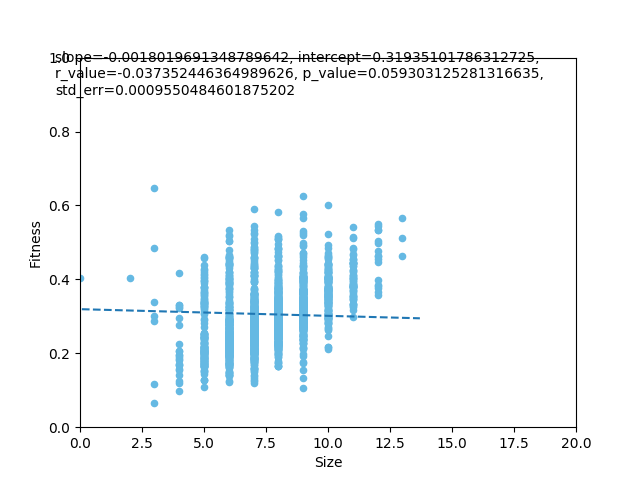 slope=-0.0018019691348789642, intercept=0.31935101786312725,
r_value=-0.037352446364989626, p_value=0.059303125281316635,
std_err=0.0009550484601875202
1.0
0.8
0.6
0.4
0.2
0.0
Fitness
0.0 2.5 5.0 7.5 10.0 12.5 15.0 17.5 20.0
Size